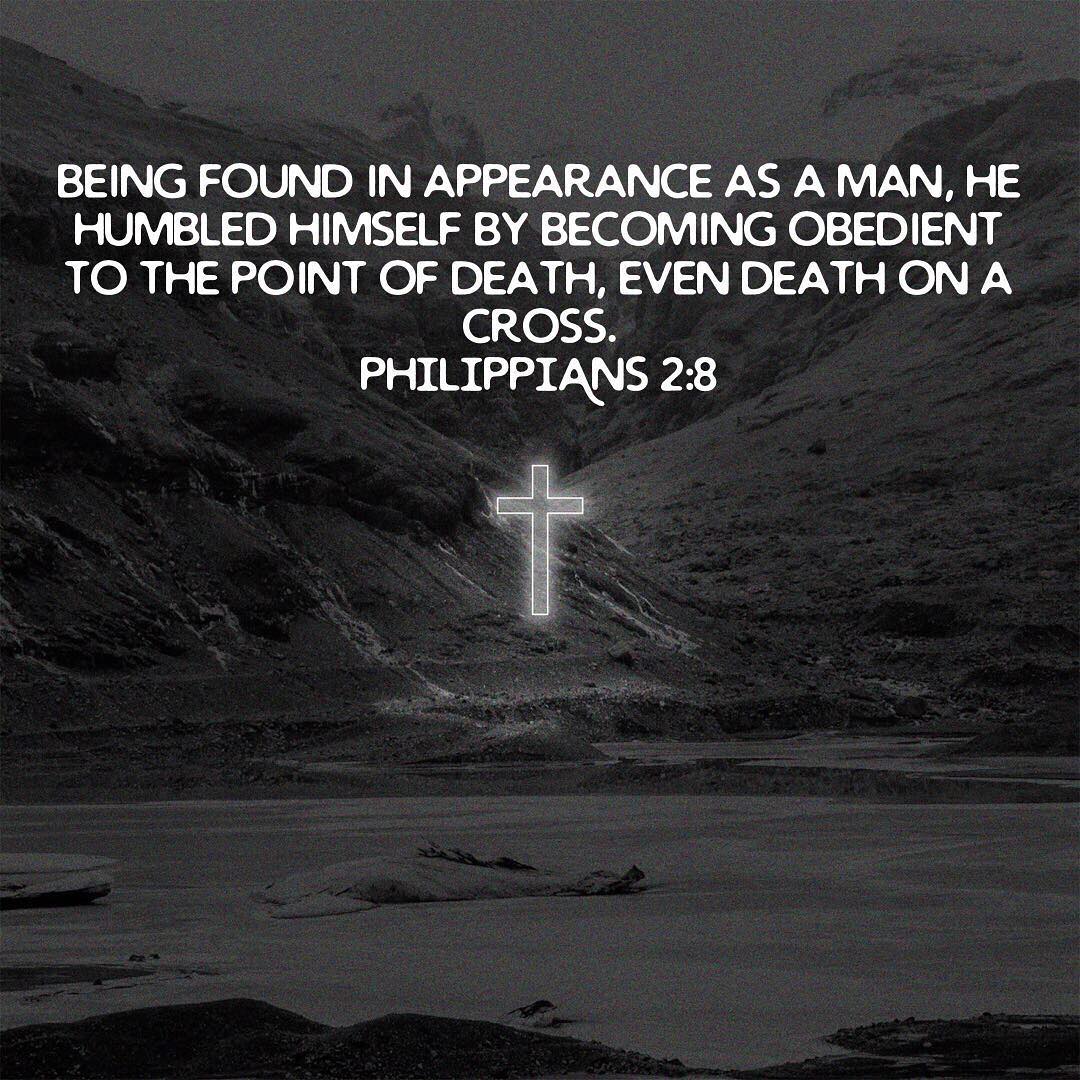 BEING FOUND IN APPEARANCE AS A MAN, HE
HUMBLED HIMSELF BY BECOMING OBEDIENT
TO THE POINT OF DEATH, EVEN DEATH ON A
CROSS.
PHILIPPIANS 2:8